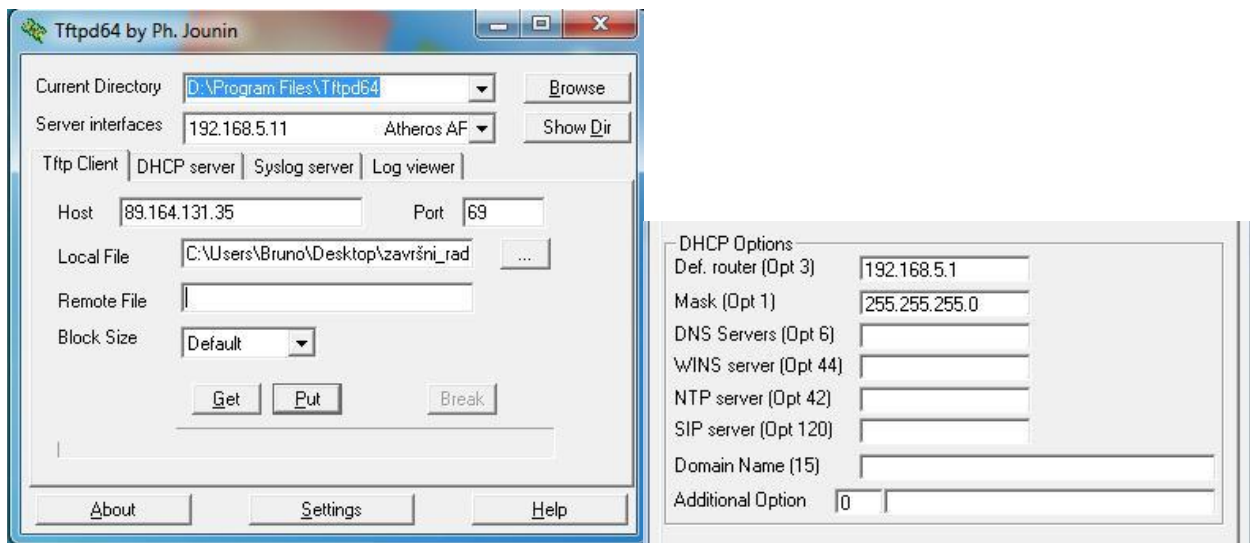 Tftpd64 by Ph. Jounin
Current Directory D:\Program Files\Tftpd64 Browse
Server interfaces 192.168.5.11 Atheros AF Show Dir
Tftp Client DHCP server Syslog server Log viewer
Host 89.164.131.35 Port 69
Local File C:\Users\Bruno\Desktop\završni_rad ...
Remote File
Block Size Default
Get Put Break
About Settings Help
DHCP Options
Def. router (Opt 3) 192.168.5.1
Mask (Opt 1) 255.255.255.0
DNS Servers (Opt 6)
WINS server (Opt 44)
NTP server (Opt 42)
SIP server (Opt 120)
Domain Name (15)
Additional Option 0